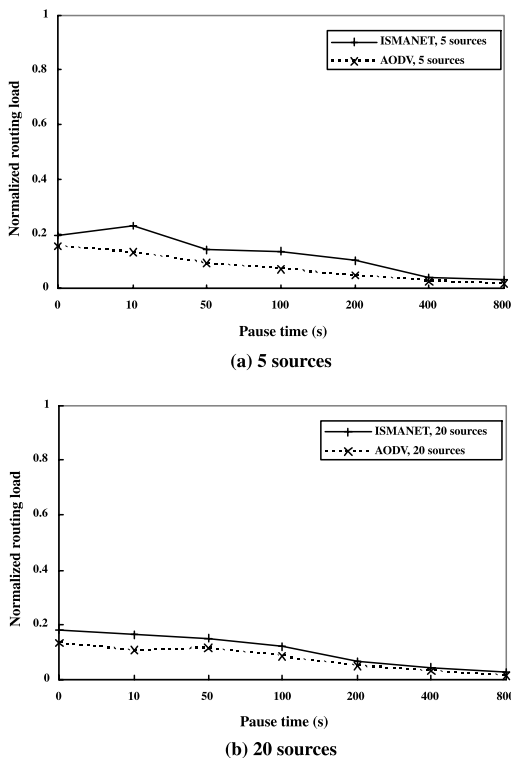 1
ISMANET, 5 sources
AODV, 5 sources
0.8
0.6
0.4
0.2
0
Normalized routing load
0 10 50 100 200 400 800
Pause time (s)
(a) 5 sources
1
ISMANET, 20 sources
AODV, 20 sources
0.8
0.6
0.4
0.2
0
Normalized routing load
0 10 50 100 200 400 800
Pause time (s)
(b) 20 sources